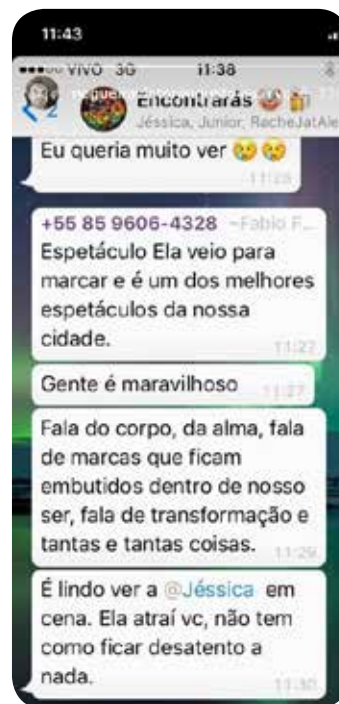 11:43
VIVO 3G 11:38
2
Encontrarás 🤡 🎁
Jéssica, Junior, RacheJatAle
Eu queria muito ver 😢 😢
+55 85 9606-4328 ~Fabio F...
Espetáculo Ela veio para
marcar e é um dos melhores
espetáculos da nossa
cidade.
11:27
Gente é maravilhoso 11:27
Fala do corpo, da alma, fala
de marcas que ficam
embutidos dentro de nosso
ser, fala de transformação e
tantas e tantas coisas. 11:29
É lindo ver a @Jéssica em
cena. Ela atraí vc, não tem
como ficar desatento a
nada.
11:30